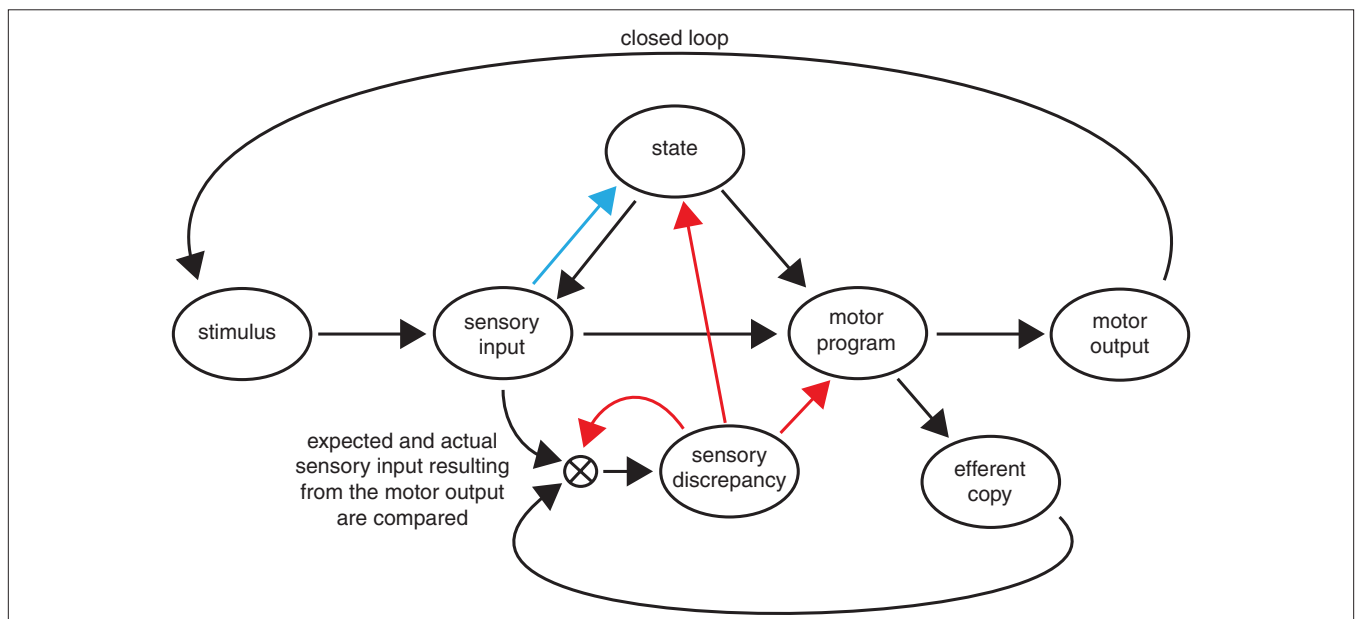 closed loop
state
stimulus
sensory
input
motor
program
motor
output
expected and actual
sensory input resulting
from the motor output
are compared
sensory
discrepancy
efferent
copy